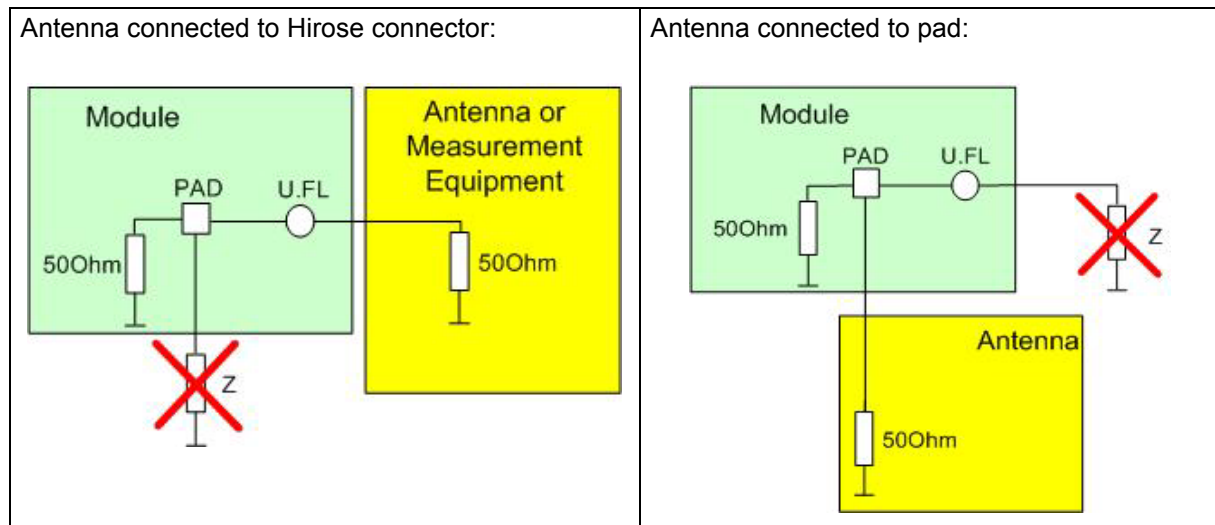 Antenna connected to Hirose connector:
Module
PAD
U.FL
50Ohm
Z
Antenna or
Measurement
Equipment
50Ohm
Antenna connected to pad:
Module
PAD
U.FL
50Ohm
Z
Antenna
50Ohm